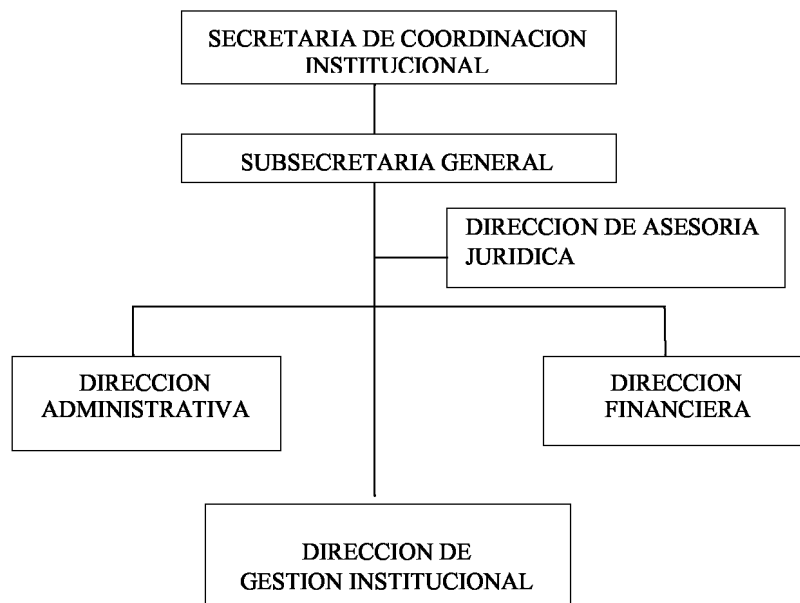 SECRETARIA DE COORDINACION
INSTITUCIONAL
SUBSECRETARIA GENERAL
DIRECCION DE ASESORIA
JURIDICA
DIRECCION
ADMINISTRATIVA
DIRECCION
FINANCIERA
DIRECCION DE
GESTION INSTITUCIONAL